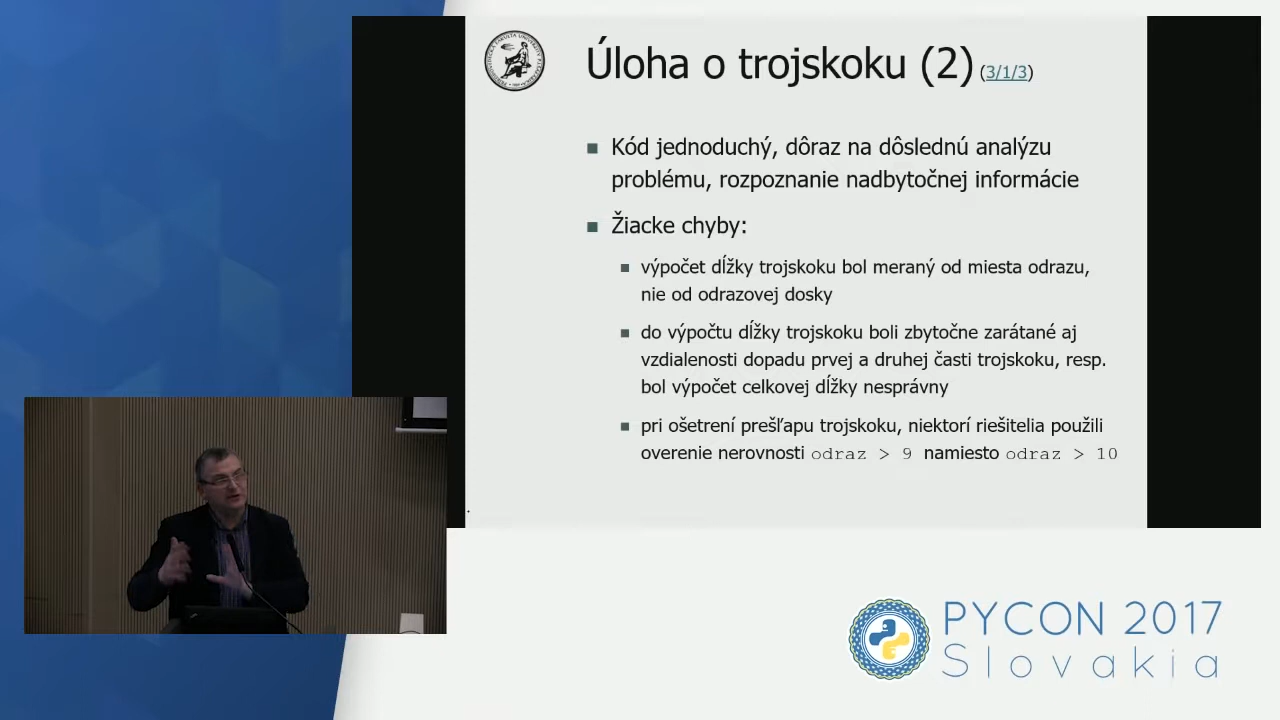 Úloha o trojskoku (2) (3/1/3)
Kód jednoduchý, dôraz na dôslednú analýzu
problému, rozpoznanie nadbytočnej informácie
Žiacke chyby:
výpočet dĺžky trojskoku bol meraný od miesta odrazu,
nie od odrazovej dosky
do výpočtu dĺžky trojskoku boli zbytočne zarátané aj
vzdialenosti dopadu prvej a druhej časti trojskoku, resp.
bol výpočet celkovej dĺžky nesprávny
pri ošetrení prešľapu trojskoku, niektorí riešitelia použili
overenie nerovnosti odraz > 9 namiesto odraz > 10
PYCON 2017
Slovakia